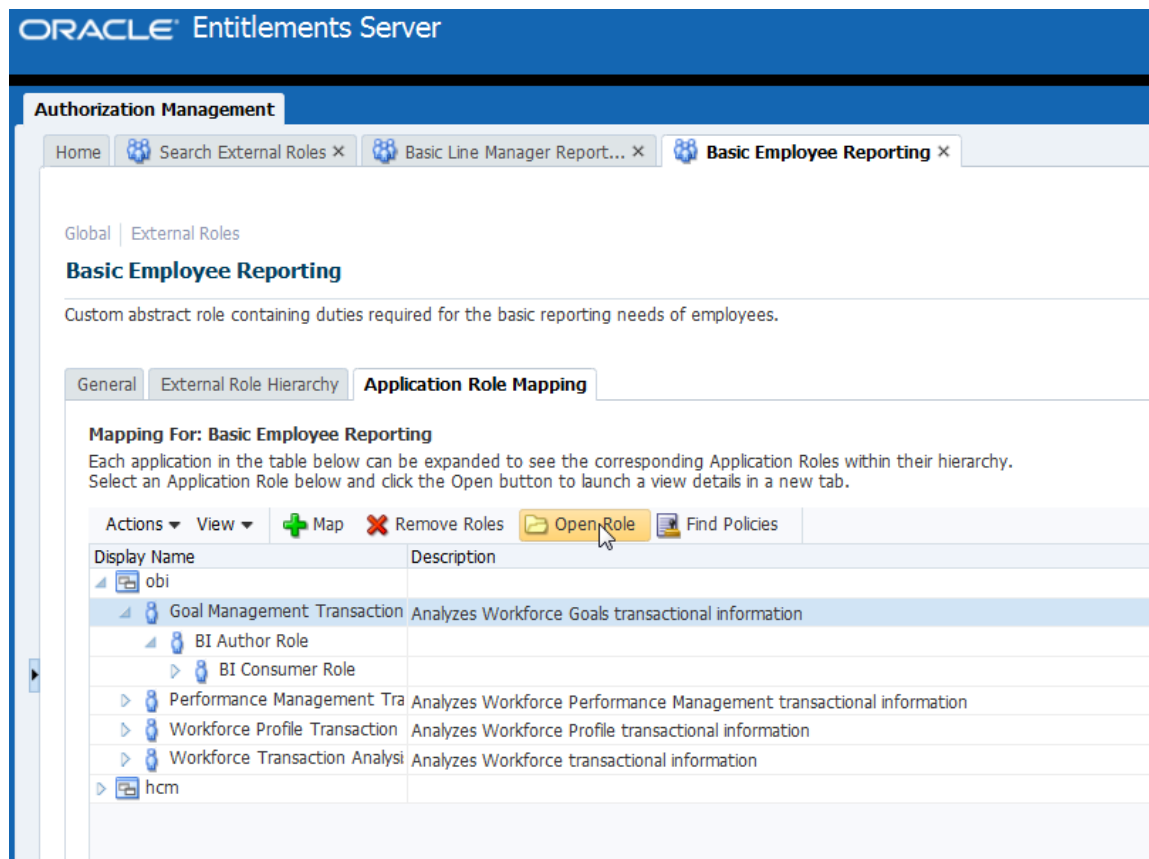 ORACLE Entitlements Server
Authorization Management
Home Search External Roles × Basic Line Manager Report... × Basic Employee Reporting ×
Global | External Roles
Basic Employee Reporting
Custom abstract role containing duties required for the basic reporting needs of employees.
General External Role Hierarchy Application Role Mapping
Mapping For: Basic Employee Reporting
Each application in the table below can be expanded to see the corresponding Application Roles within their hierarchy.
Select an Application Role below and click the Open button to launch a view details in a new tab.
Actions View Map Remove Roles Open Role Find Policies
Display Name Description
obi
Goal Management Transaction Analyzes Workforce Goals transactional information
BI Author Role
BI Consumer Role
Performance Management Tra Analyzes Workforce Performance Management transactional information
Workforce Profile Transaction Analyzes Workforce Profile transactional information
Workforce Transaction Analysi Analyzes Workforce transactional information
hcm